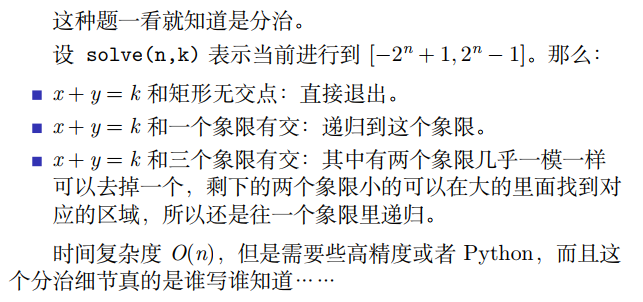 这种题一看就知道是分治。
设 solve(n,k) 表示当前进行到 [−2ⁿ + 1, 2ⁿ − 1]。那么：
■ x + y = k 和矩形无交点：直接退出。
■ x + y = k 和一个象限有交：递归到这个象限。
■ x + y = k 和三个象限有交：其中有两个象限几乎一模一样
可以去掉一个，剩下的两个象限小的可以在大的里面找到对
应的区域，所以还是往一个象限里递归。
时间复杂度 O(n)，但是需要些高精度或者 Python，而且这
个分治细节真的是谁写谁知道⋯⋯